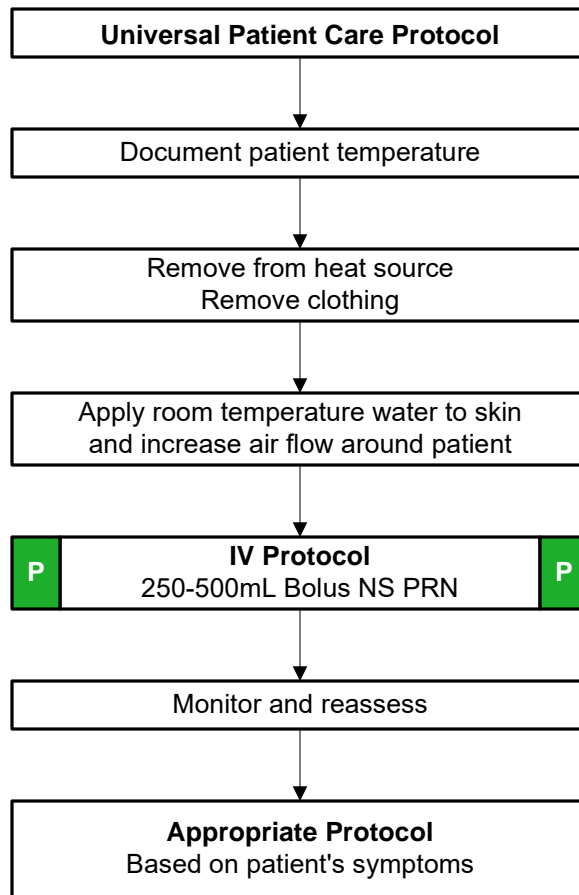 Universal Patient Care Protocol
Document patient temperature
Remove from heat source
Remove clothing
Apply room temperature water to skin
and increase air flow around patient
P
IV Protocol
P
250-500mL Bolus NS PRN
Monitor and reassess
Appropriate Protocol
Based on patient's symptoms